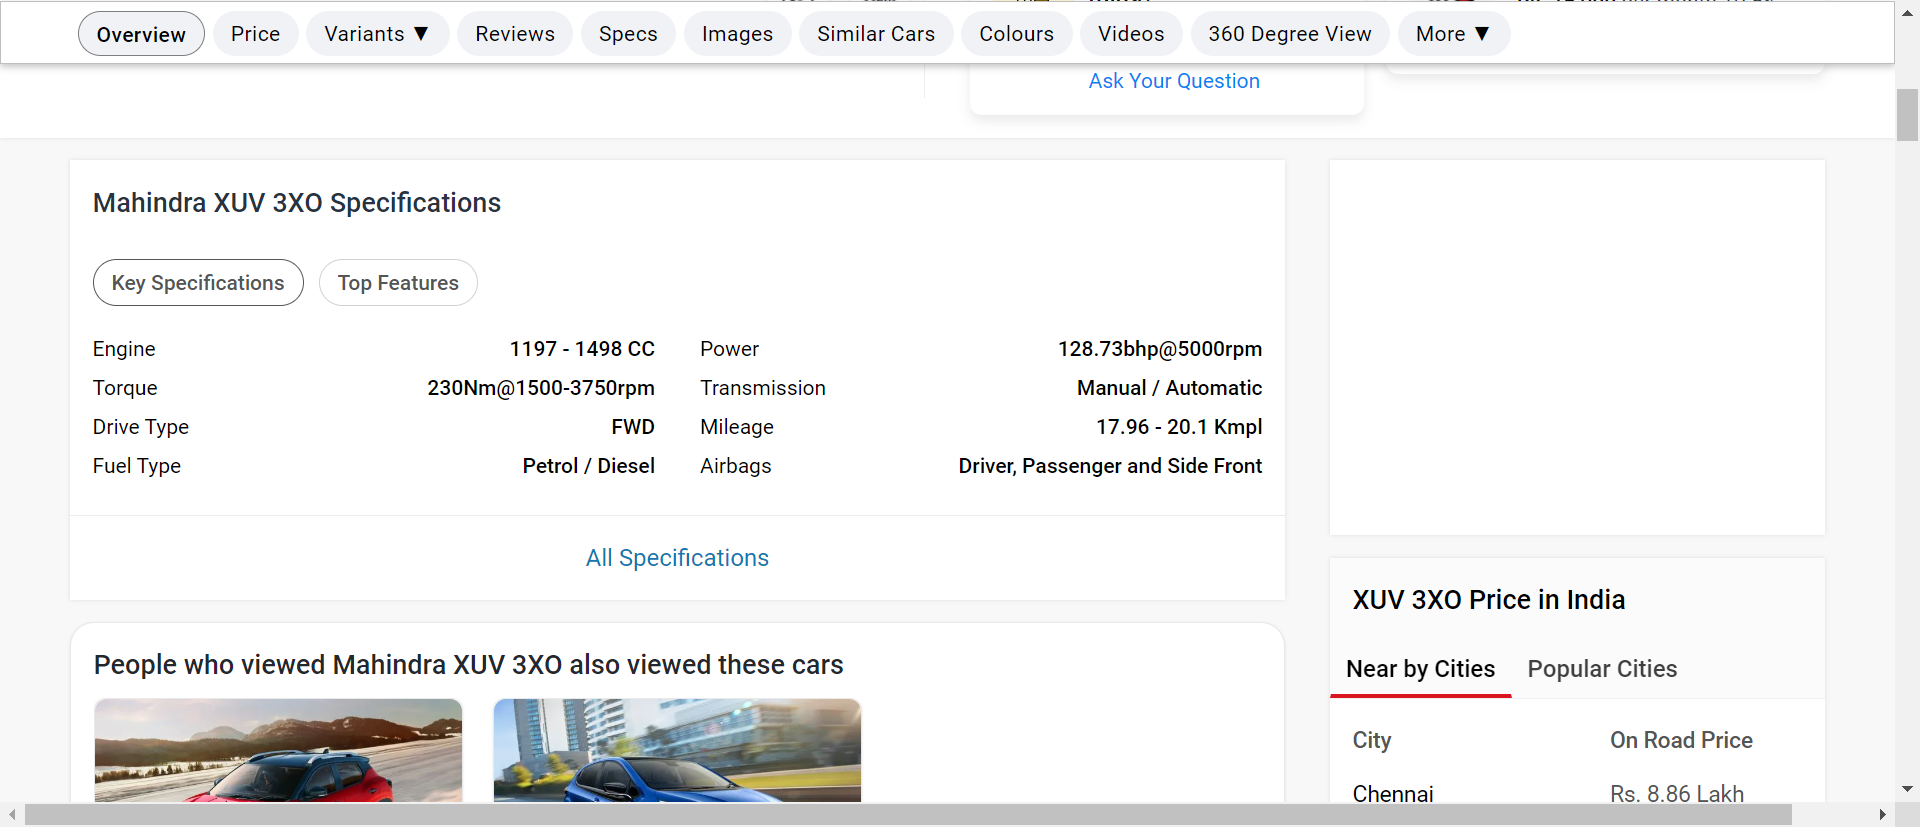 Overview Price Variants ▼ Reviews Specs Images Similar Cars Colours Videos 360 Degree View More ▼
Ask Your Question
Mahindra XUV 3XO Specifications
Key Specifications Top Features
Engine 1197 - 1498 CC Power 128.73bhp@5000rpm
Torque 230Nm@1500-3750rpm Transmission Manual / Automatic
Drive Type FWD Mileage 17.96 - 20.1 Kmpl
Fuel Type Petrol / Diesel Airbags Driver, Passenger and Side Front
All Specifications
People who viewed Mahindra XUV 3XO also viewed these cars
XUV 3XO Price in India
Near by Cities Popular Cities
City On Road Price
Chennai Rs. 8.86 Lakh